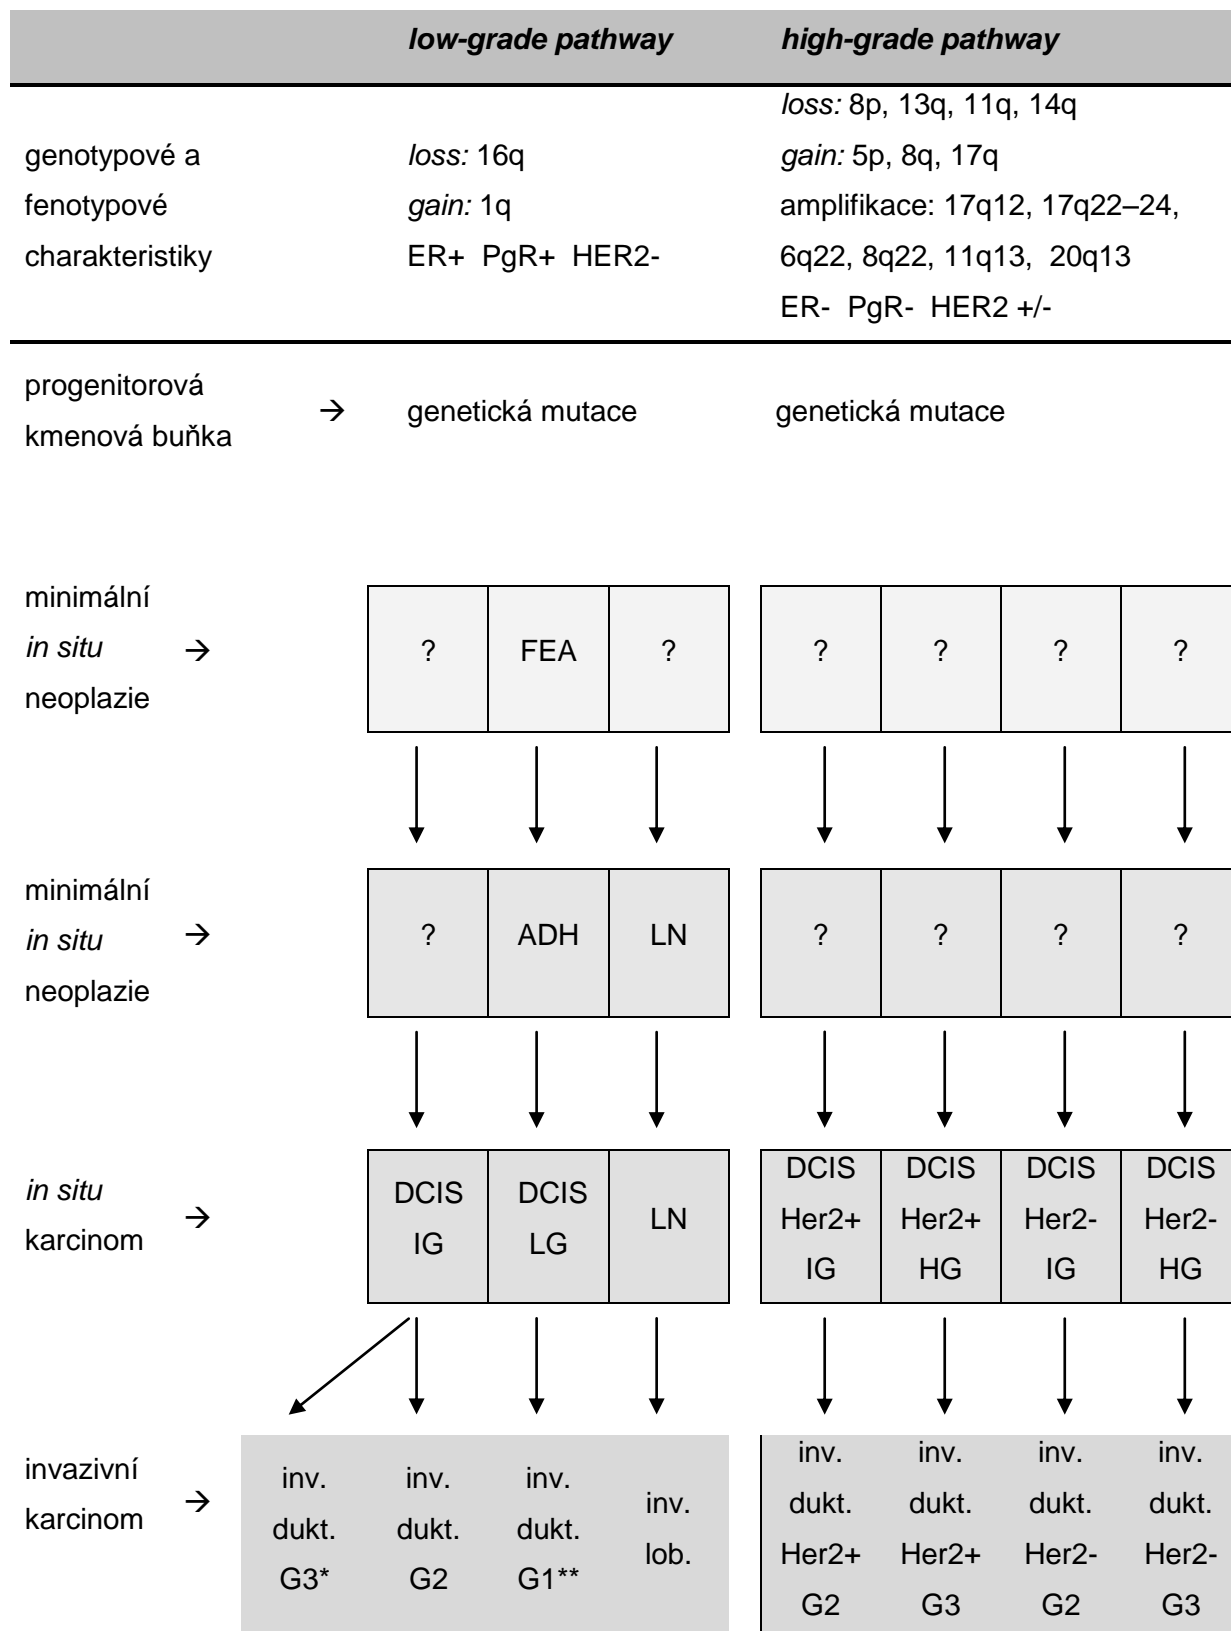 low-grade pathway high-grade pathway
loss: 8p, 13q, 11q, 14q
genotypové a loss: 16q gain: 5p, 8q, 17q
fenotypové gain: 1q amplifikace: 17q12, 17q22–24,
charakteristiky ER+ PgR+ HER2- 6q22, 8q22, 11q13, 20q13
ER- PgR- HER2 +/-
progenitorová
kmenová buňka → genetická mutace genetická mutace
minimální
in situ → ? FEA ? ? ? ? ?
neoplazie
minimální
in situ → ? ADH LN ? ? ? ?
neoplazie
DCIS DCIS DCIS DCIS
in situ DCIS DCIS LN Her2+ Her2+ Her2- Her2-
karcinom → IG LG IG HG IG HG
inv. inv. inv. inv.
invazivní inv. inv. inv. inv. dukt. dukt. dukt. dukt.
karcinom → dukt. dukt. dukt. lob. Her2+ Her2+ Her2- Her2-
G3* G2 G1** G2 G3 G2 G3